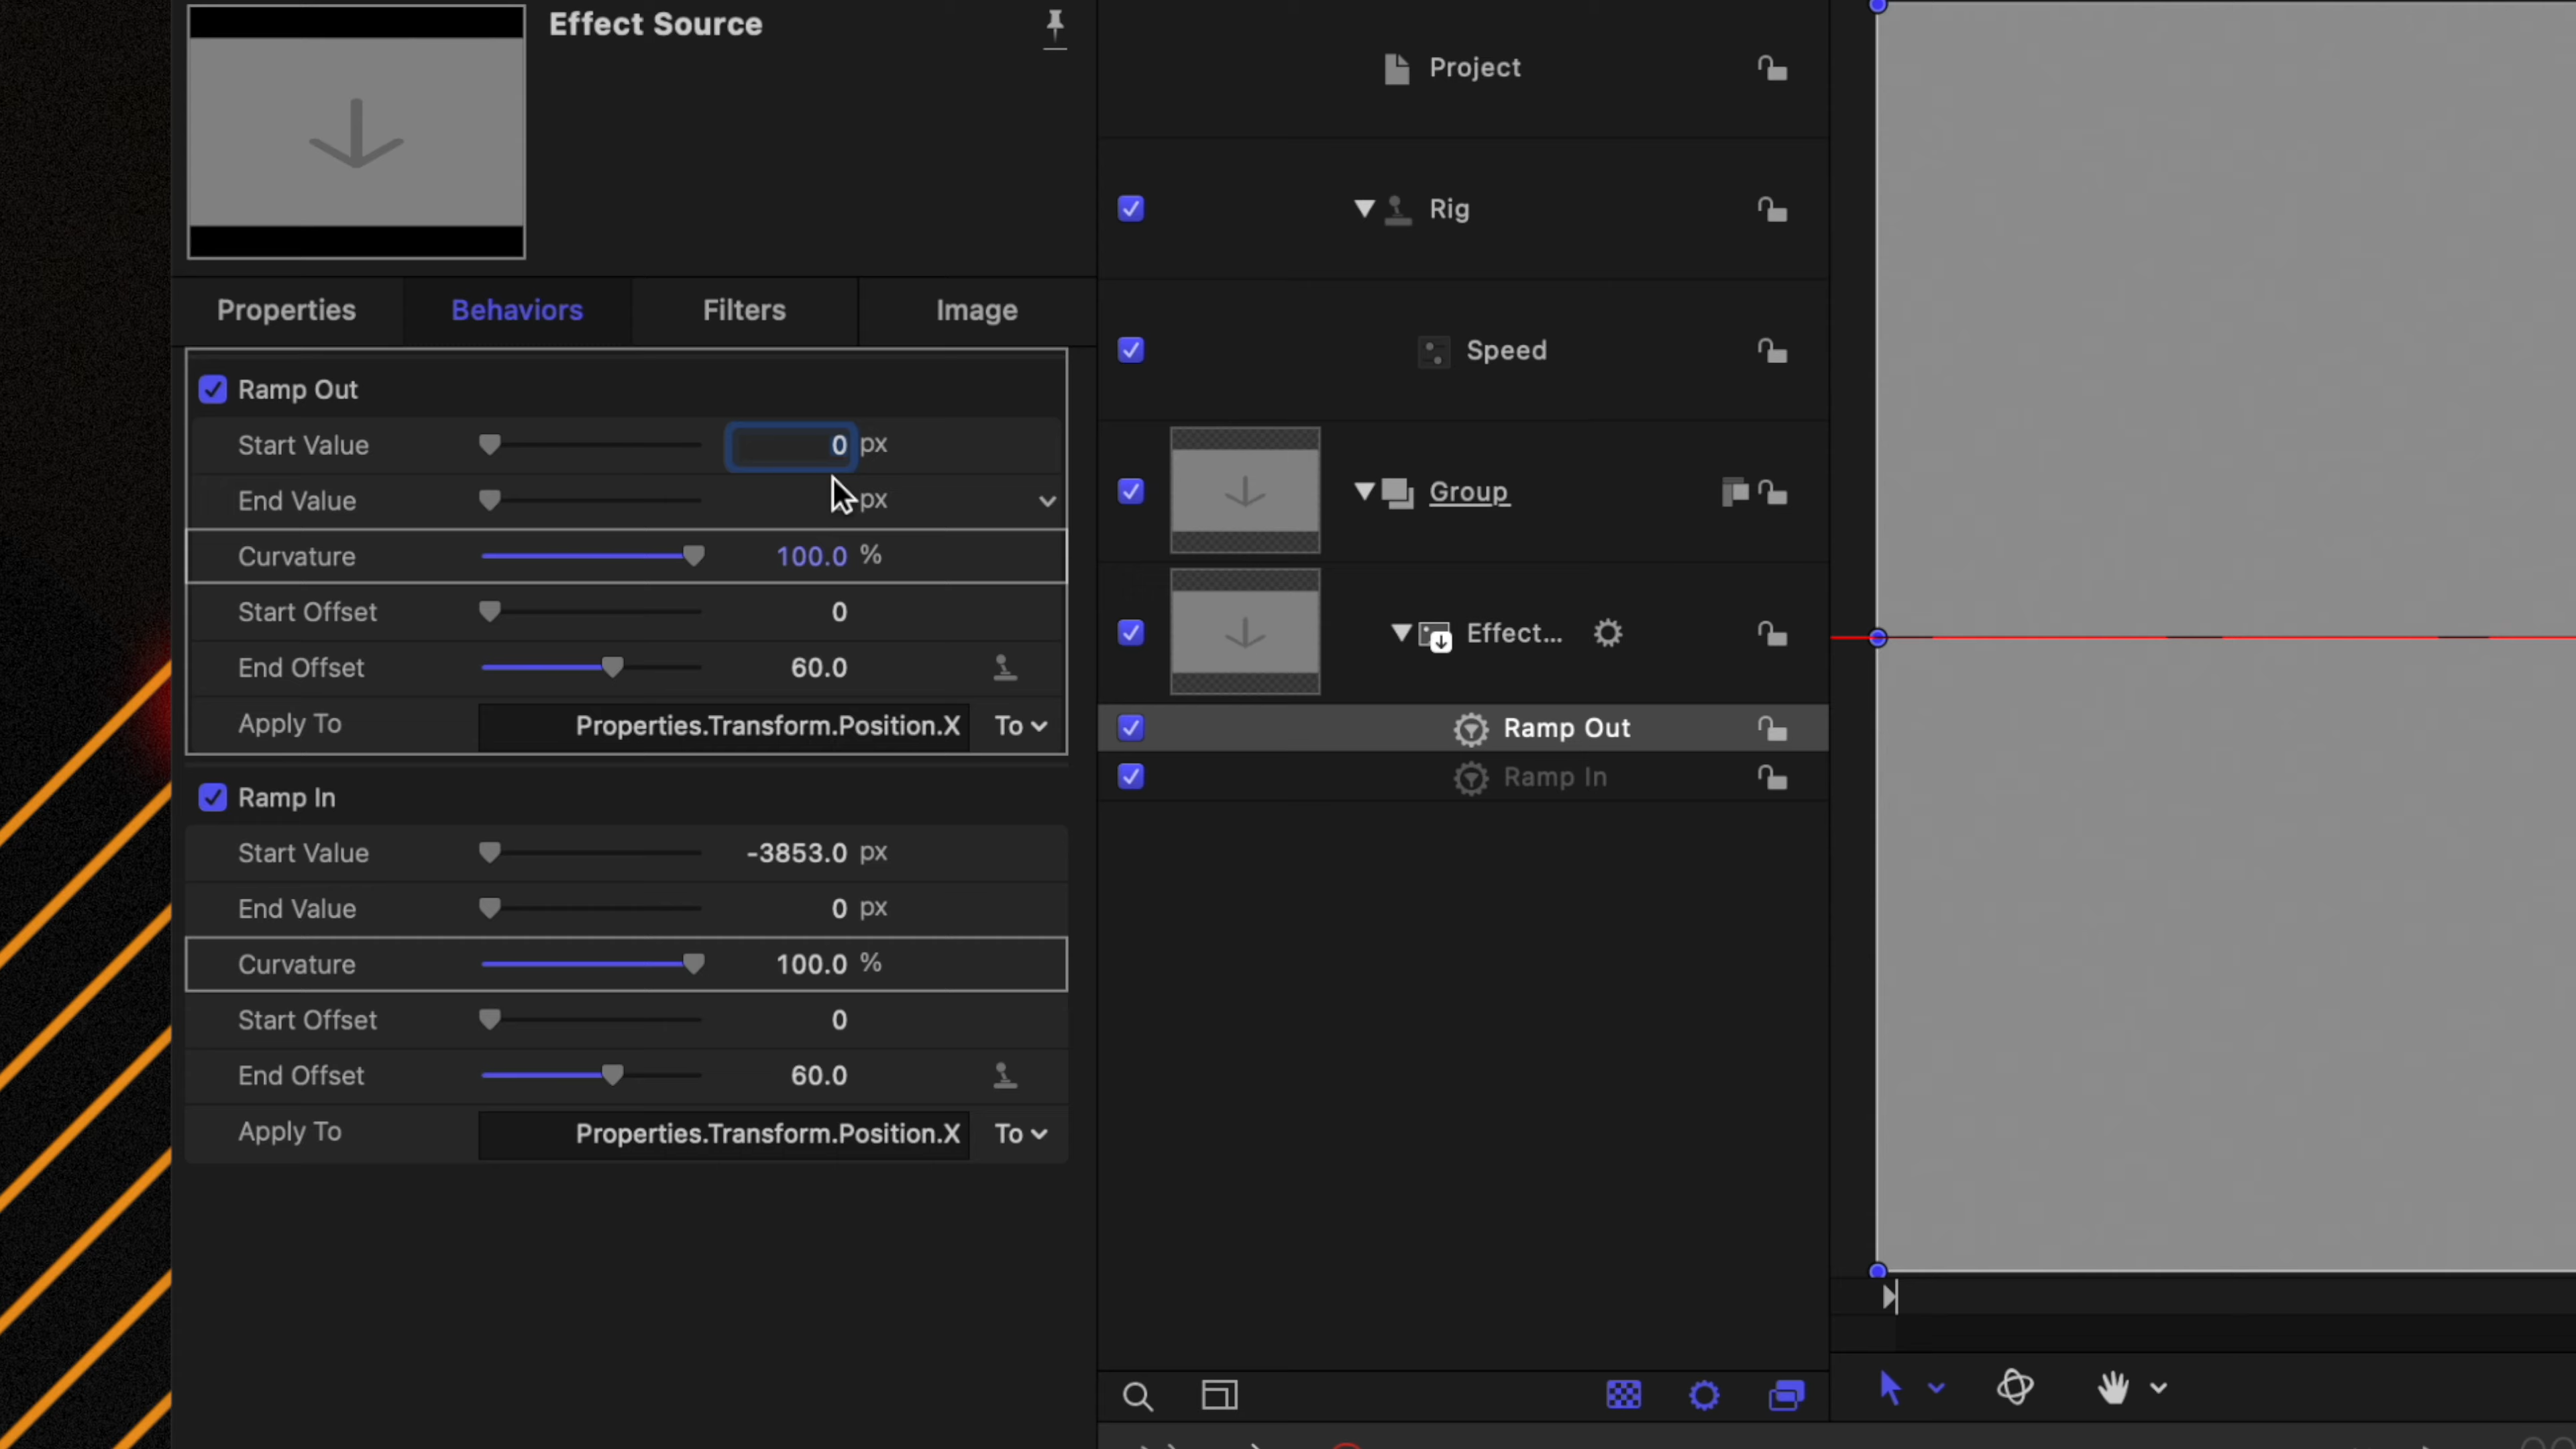 Effect Source
Properties
Behaviors
Filters
Image
Ramp Out
Start Value 0 px
End Value px
Curvature 100.0 %
Start Offset 0
End Offset 60.0
Apply To Properties.Transform.Position.X To
Ramp In
Start Value -3853.0 px
End Value 0 px
Curvature 100.0 %
Start Offset 0
End Offset 60.0
Apply To Properties.Transform.Position.X To
Project
Rig
Speed
Group
Effect...
Ramp Out
Ramp In